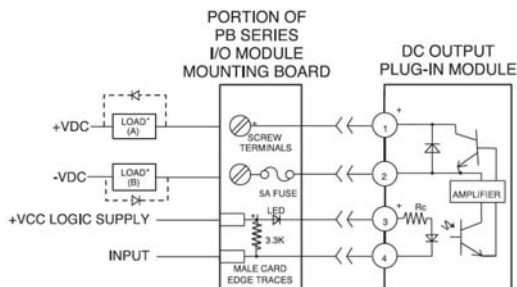 PORTION OF
PB SERIES
I/O MODULE
MOUNTING BOARD
DC OUTPUT
PLUG-IN MODULE
+VDC
LOAD*
(A)
+
SCREW
TERMINALS
+
1
-VDC
LOAD*
(B)
5A FUSE
2
AMPLIFIER
+VCC LOGIC SUPPLY
LED
+
3
Rc
3.3K
INPUT
4
MALE CARD
EDGE TRACES